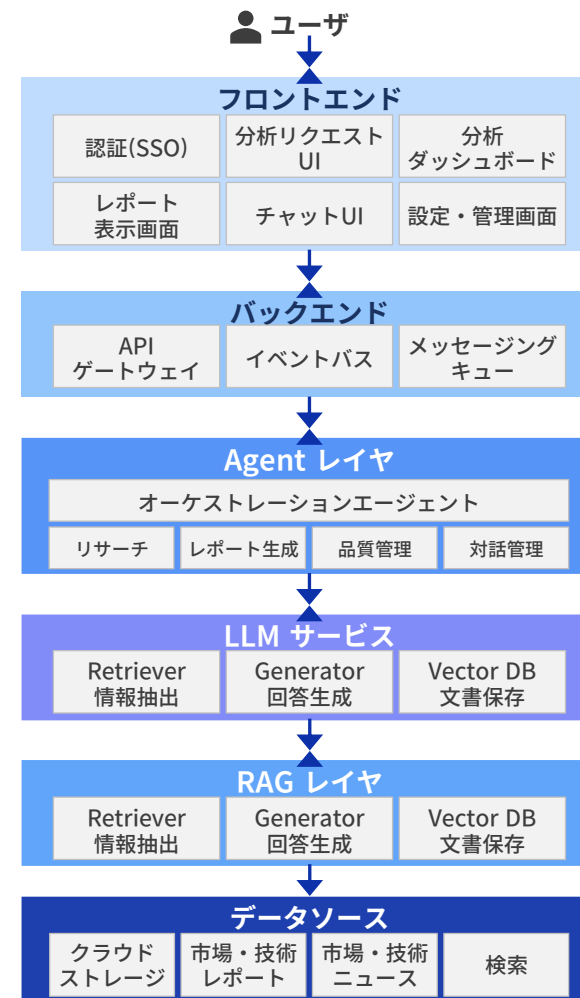 ユーザ
フロントエンド
認証(SSO)
分析リクエスト
UI
分析
ダッシュボード
レポート
表示画面
チャットUI
設定・管理画面
バックエンド
API
ゲートウェイ
イベントバス
メッセージング
キュー
Agent レイヤ
オーケストレーションエージェント
リサーチ
レポート生成
品質管理
対話管理
LLM サービス
Retriever
情報抽出
Generator
回答生成
Vector DB
文書保存
RAG レイヤ
Retriever
情報抽出
Generator
回答生成
Vector DB
文書保存
データソース
クラウド
ストレージ
市場・技術
レポート
市場・技術
ニュース
検索